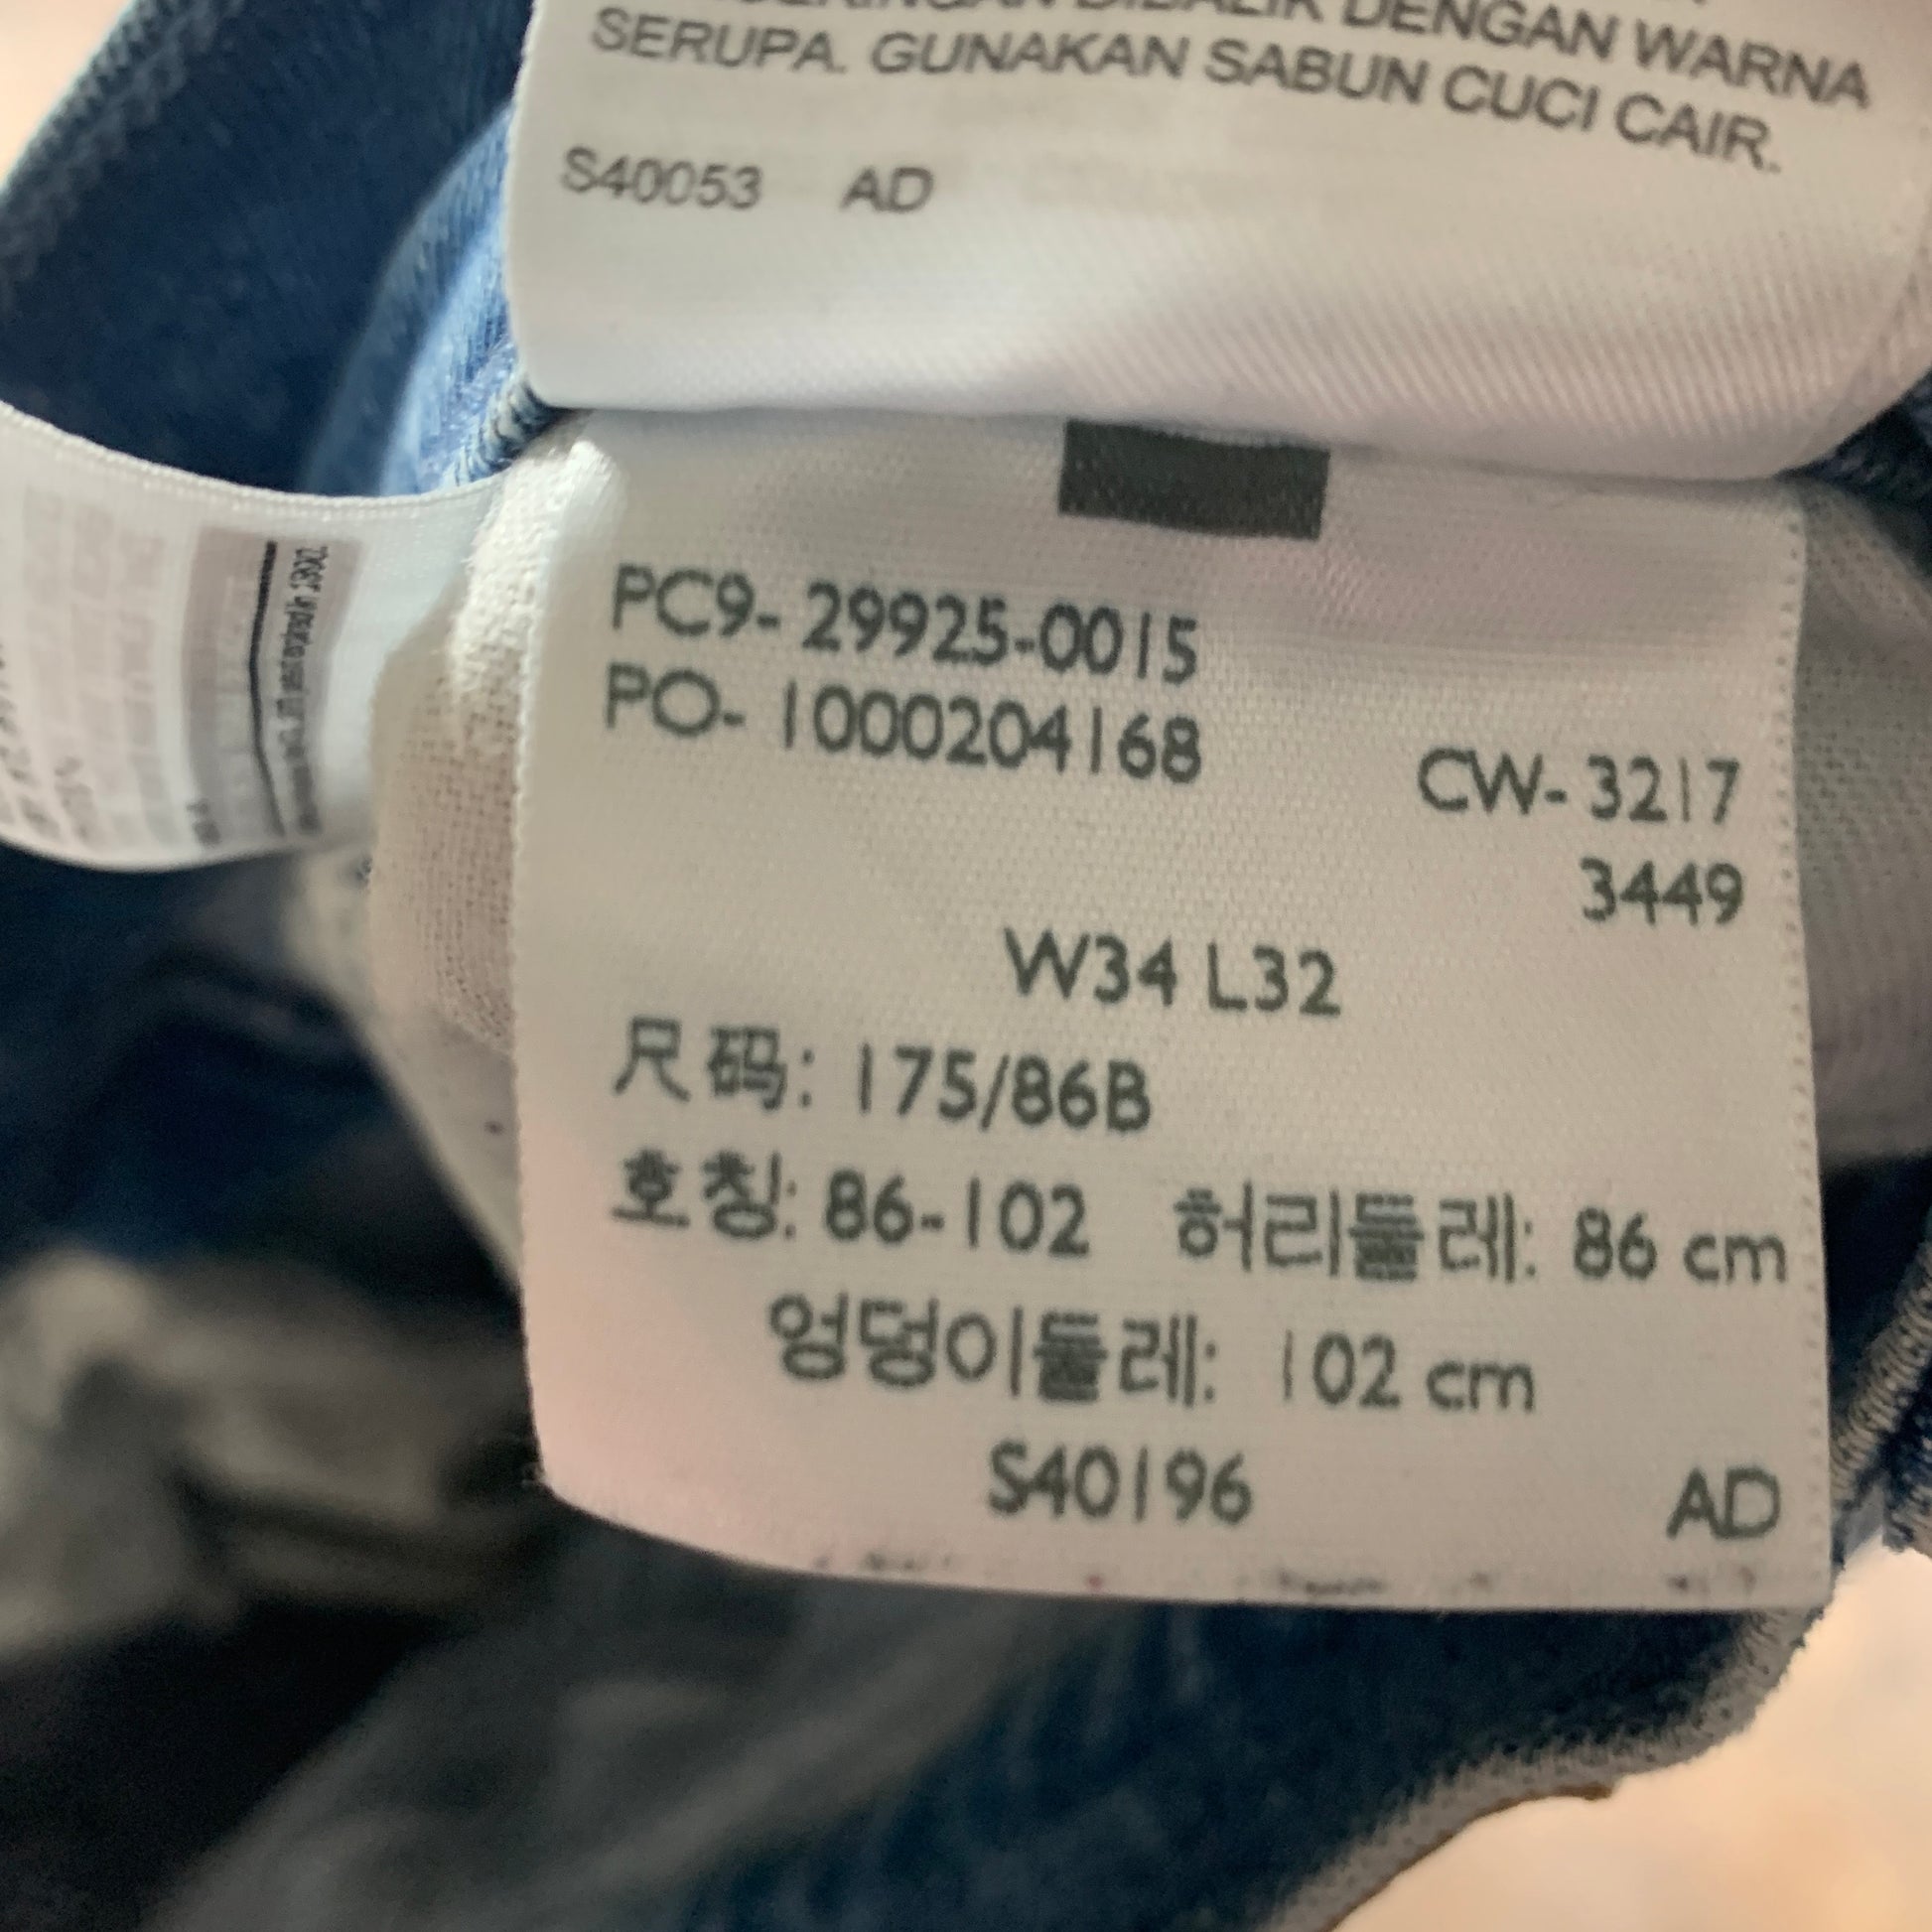 DENGAN WARNA
SERUPA. GUNAKAN SABUN CUCI CAIR.
S40053 AD
PC9- 29925-0015
PO- 1000204168
CW- 3217
3449
W34 L32
尺码: 175/86B
호칭: 86-102 허리둘레: 86 cm
엉덩이둘레: 102 cm
S40196 AD